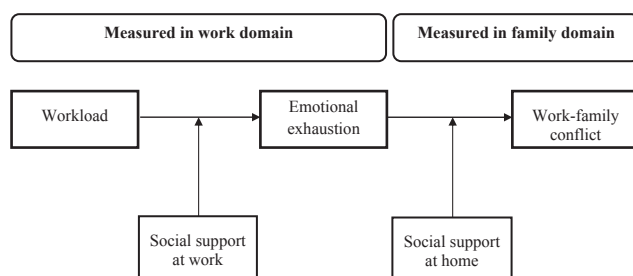 Measured in work domain
Measured in family domain
Workload
Emotional
exhaustion
Work-family
conflict
Social support
at work
Social support
at home